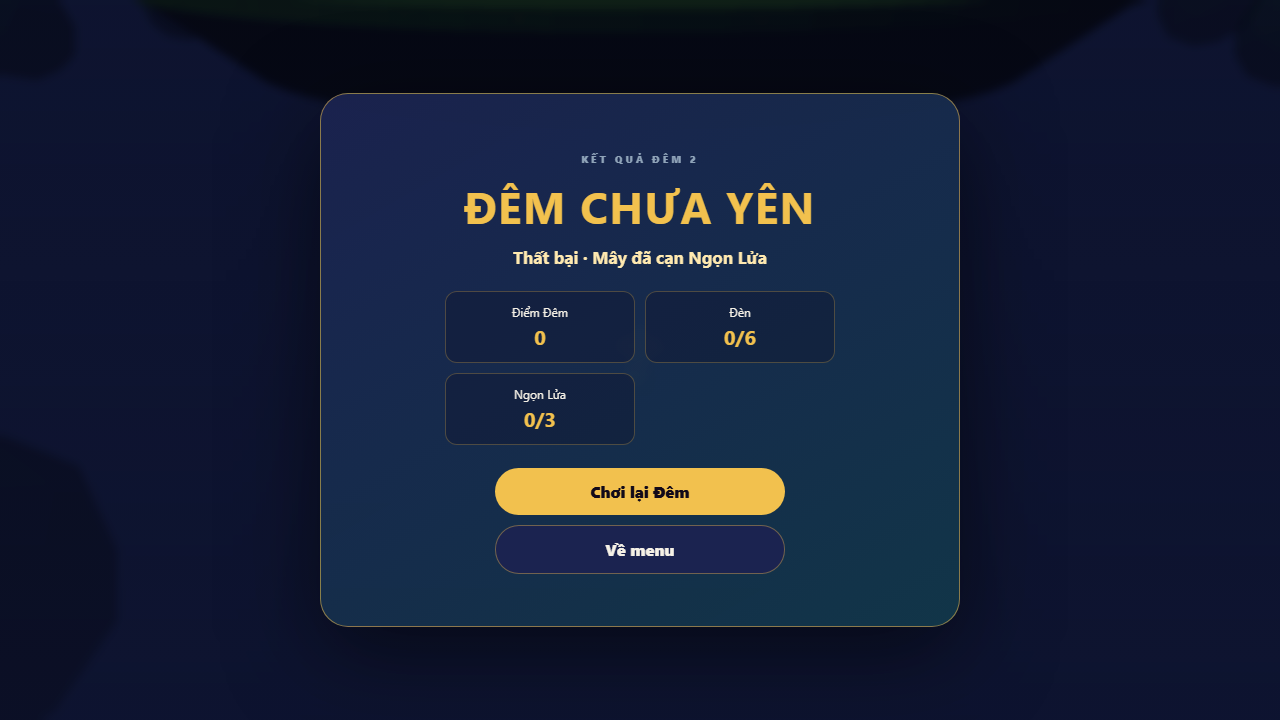 KẾT QUẢ ĐÊM 2
ĐÊM CHƯA YÊN
Thất bại · Mây đã cạn Ngọn Lửa
Điểm Đêm
0
Đèn
0/6
Ngọn Lửa
0/3
Chơi lại Đêm
Về menu